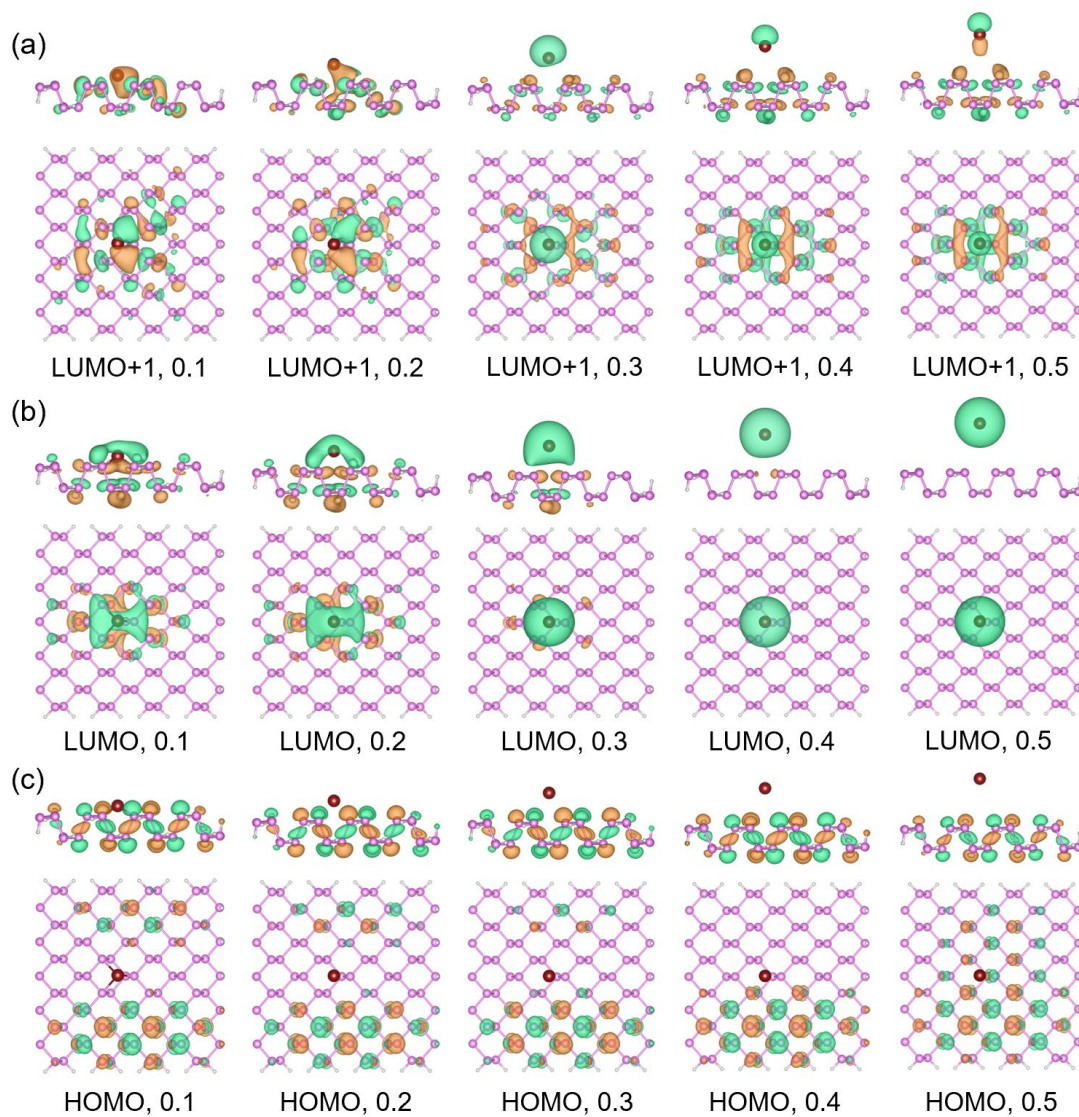 (a)
LUMO+1, 0.1 LUMO+1, 0.2 LUMO+1, 0.3 LUMO+1, 0.4 LUMO+1, 0.5
(b)
LUMO, 0.1 LUMO, 0.2 LUMO, 0.3 LUMO, 0.4 LUMO, 0.5
(c)
HOMO, 0.1 HOMO, 0.2 HOMO, 0.3 HOMO, 0.4 HOMO, 0.5